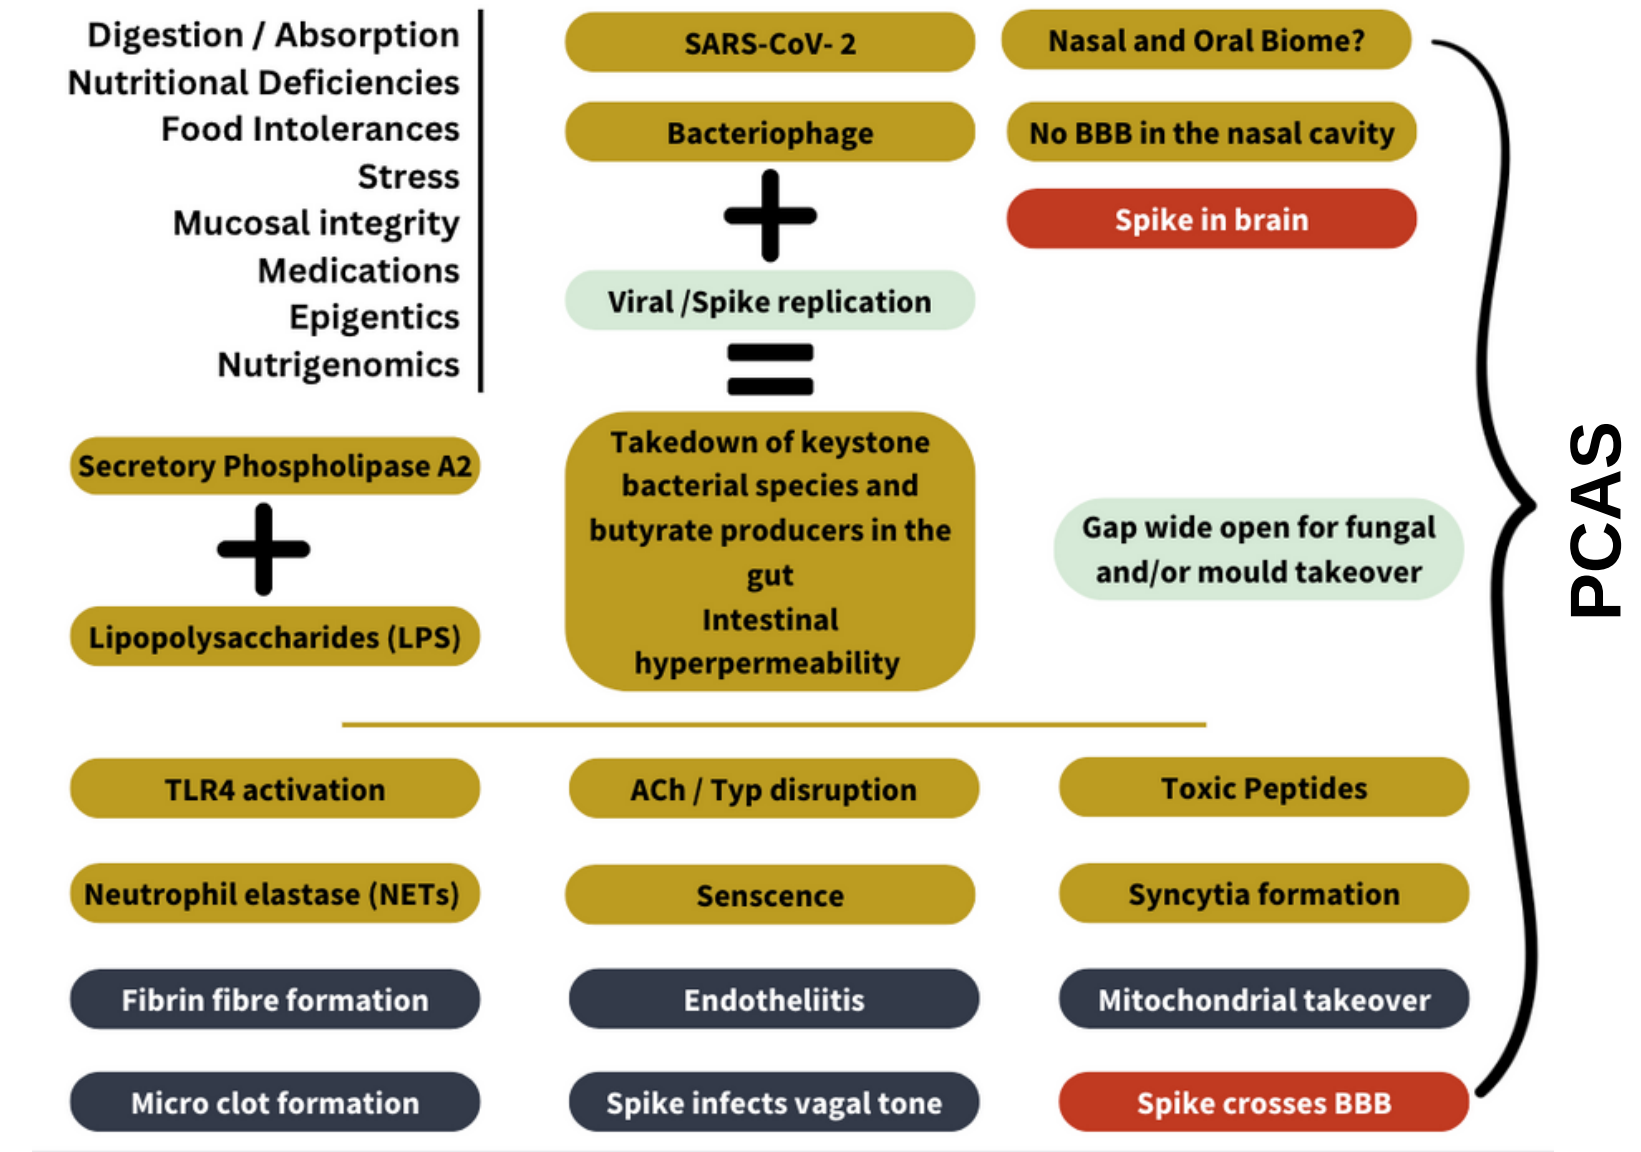 Digestion / Absorption
Nutritional Deficiencies
Food Intolerances
Stress
Mucosal integrity
Medications
Epigentics
Nutrigenomics
SARS-CoV- 2
Bacteriophage
Viral /Spike replication
Takedown of keystone
bacterial species and
butyrate producers in the
gut
Intestinal
hyperpermeability
Nasal and Oral Biome?
No BBB in the nasal cavity
Spike in brain
Secretory Phospholipase A2
Lipopolysaccharides (LPS)
Gap wide open for fungal
and/or mould takeover
PCAS
TLR4 activation
ACh / Typ disruption
Toxic Peptides
Neutrophil elastase (NETs)
Senscence
Syncytia formation
Fibrin fibre formation
Endotheliitis
Mitochondrial takeover
Micro clot formation
Spike infects vagal tone
Spike crosses BBB